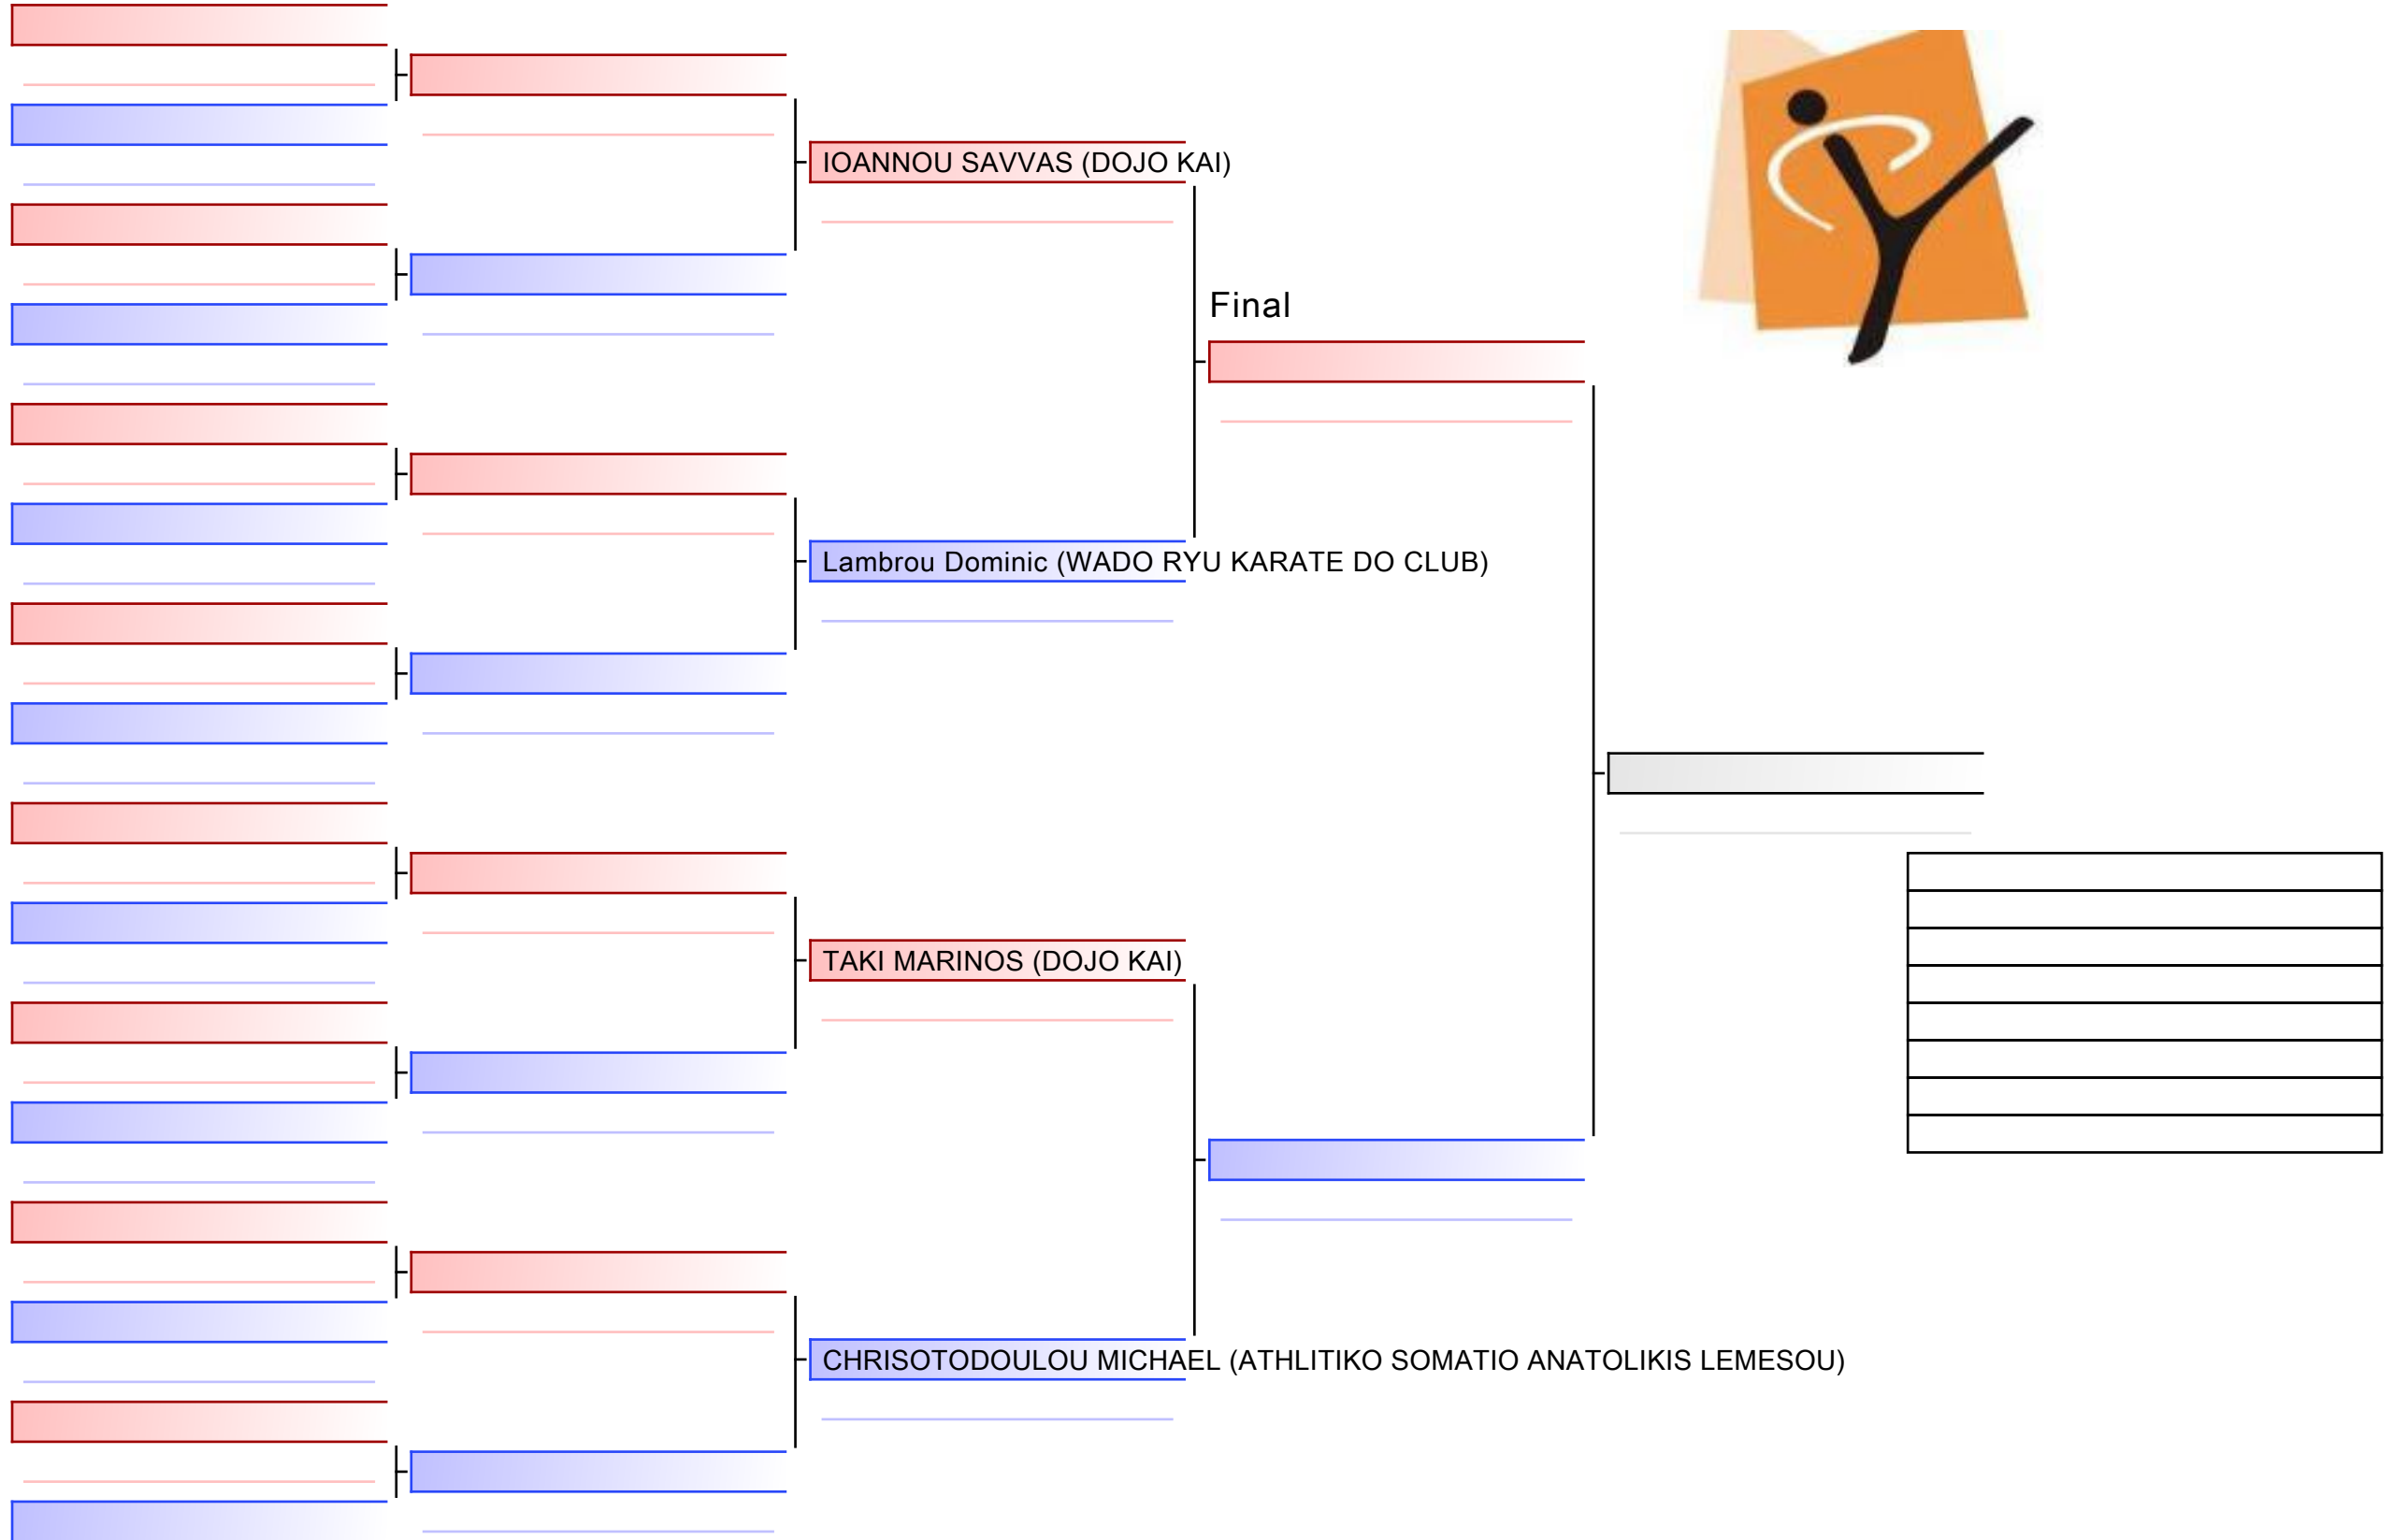 IOANNOU SAVVAS (DOJO KAI)
Final
Lambrou Dominic (WADO RYU KARATE DO CLUB)
TAKI MARINOS (DOJO KAI)
CHRISOTODOULOU MICHAEL (ATHLITIKO SOMATIO ANATOLIKIS LEMESOU)